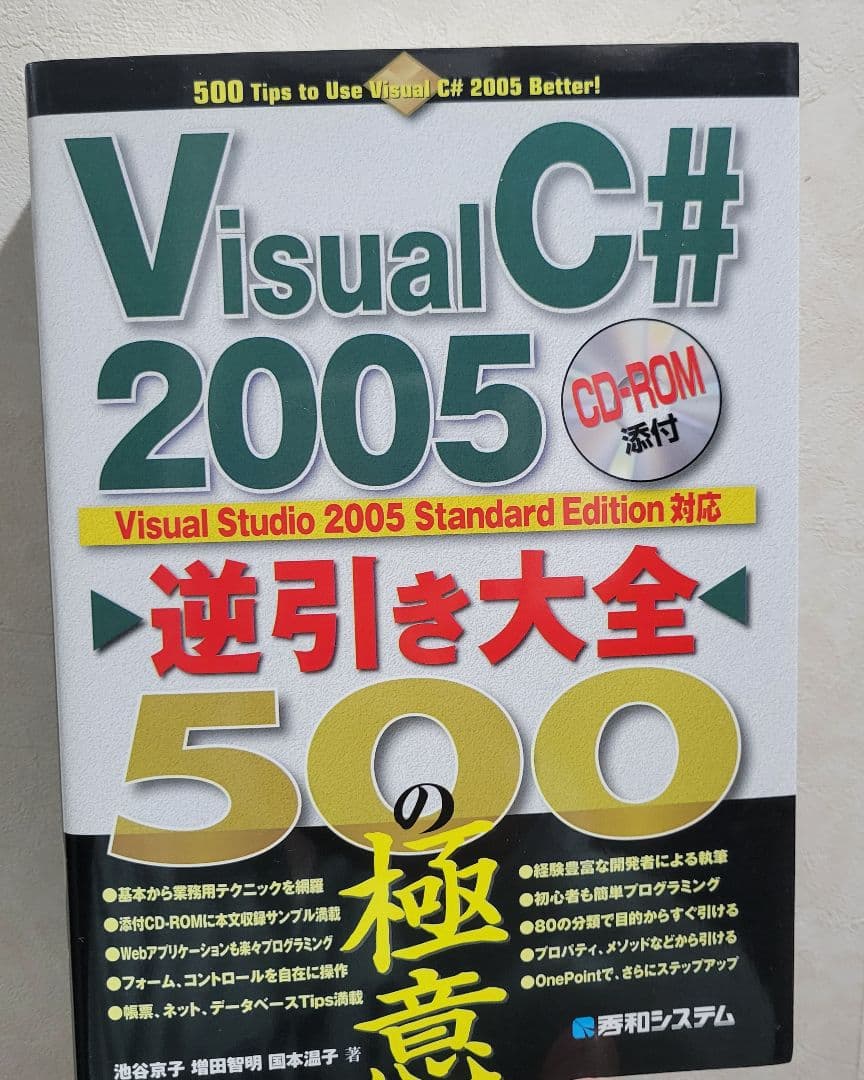 500 Tips to Use Visual C# 2005 Better!
Visual C#
2005
CD-ROM
添付
Visual Studio 2005 Standard Edition対応
逆引き大全
500
の
極意
●基本から業務用テクニックを網羅
●添付CD-ROMに本文収録サンプル満載
●Webアプリケーションも楽々プログラミング
●フォーム、コントロールを自在に操作
●帳票、ネット、データベースTips満載
●経験豊富な開発者による執筆
●初心者も簡単プログラミング
●80の分類で目的からすぐ引ける
●プロパティ、メソッドなどから引ける
●OnePointで、さらにステップアップ
池谷京子 増田智明 国本温子 著
秀和システム